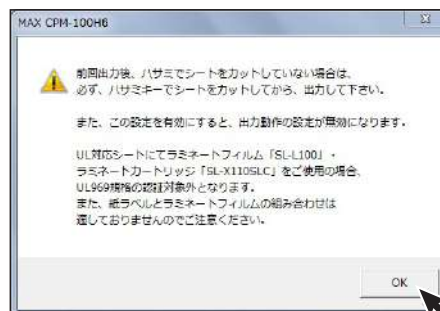 MAX CPM-100H6
前回出力後、ハサミでシートをカットしていない場合は、
必ず、ハサミキーでシートをカットしてから、出力して下さい。
また、この設定を有効にすると、出力動作の設定が無効になります。
UL対応シートにてラミネートフィルム「SL-L100」・
ラミネートカートリッジ「SL-X110SLC」をご使用の場合、
UL969規格の認証対象外となります。
また、紙ラベルとラミネートフィルムの組み合わせは
適しておりませんのでご注意ください。
OK